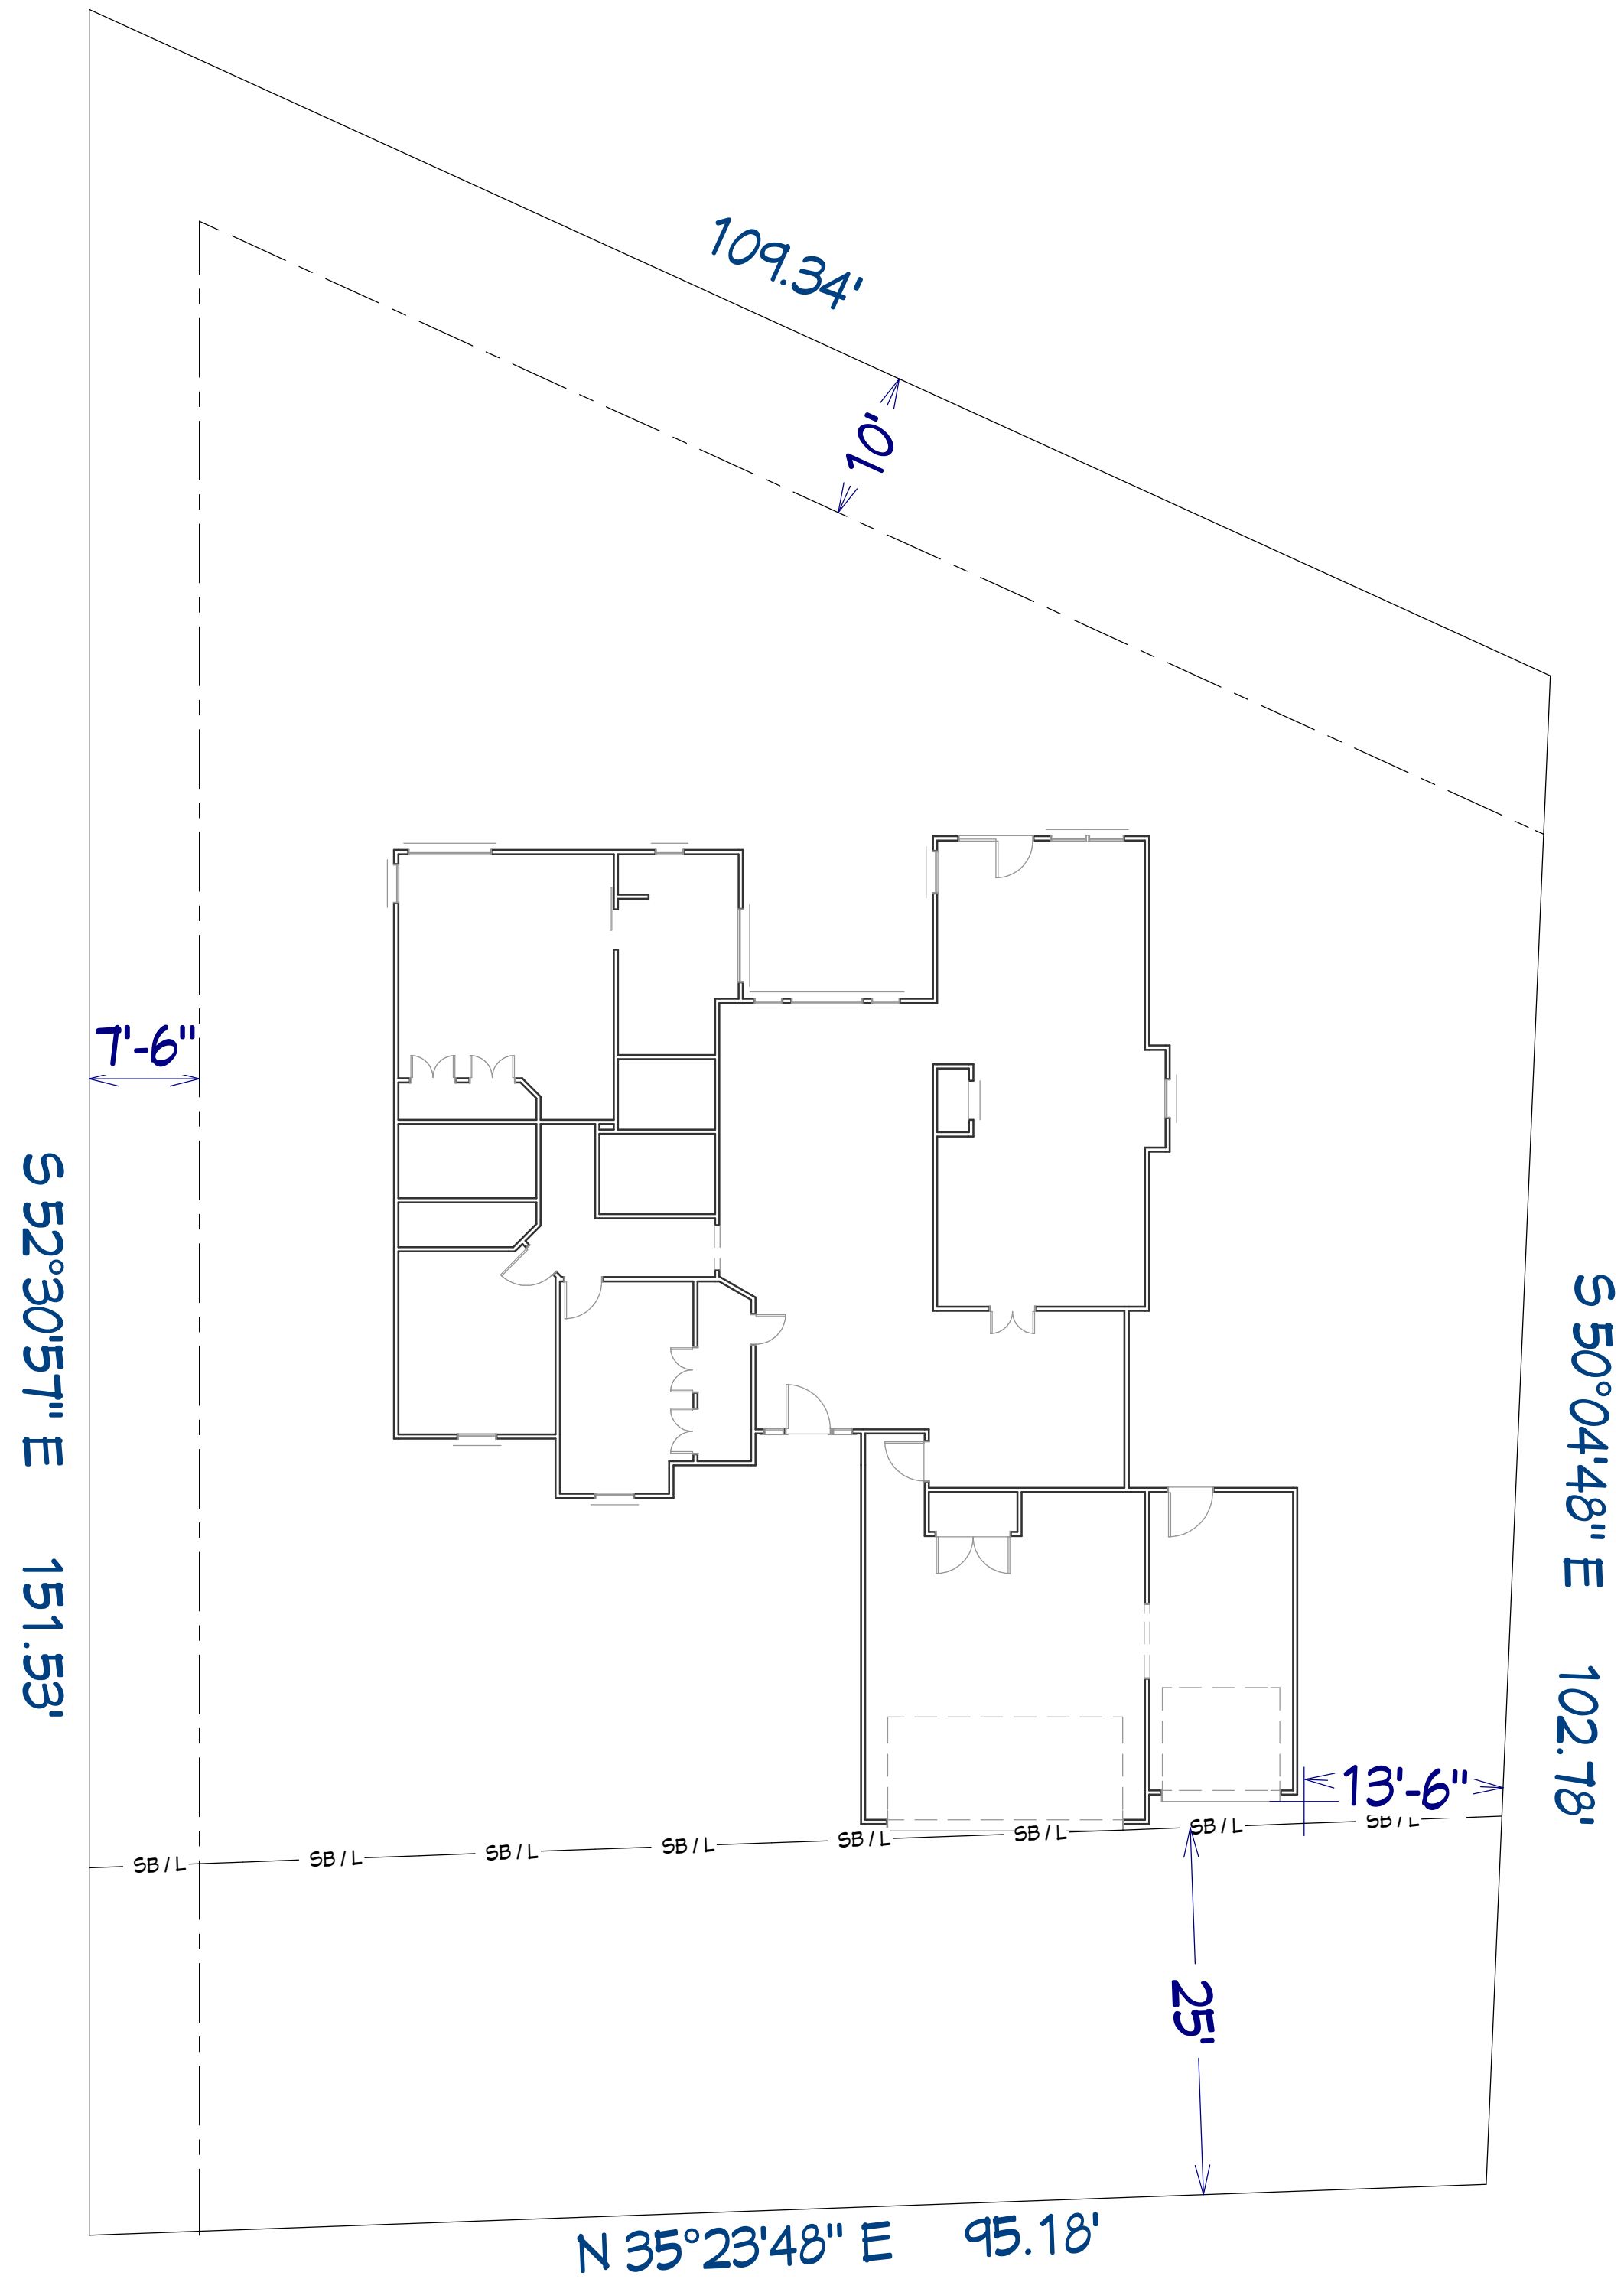 109.34'
10'
7'-6"
S 52°30'57" E 151.53'
S 50°04'48" E 102.78'
13'-6"
SB / L
SB / L
SB / L
SB / L
SB / L
SB / L
SB / L
SB / L
25'
N 35°23'48" E 95.18'